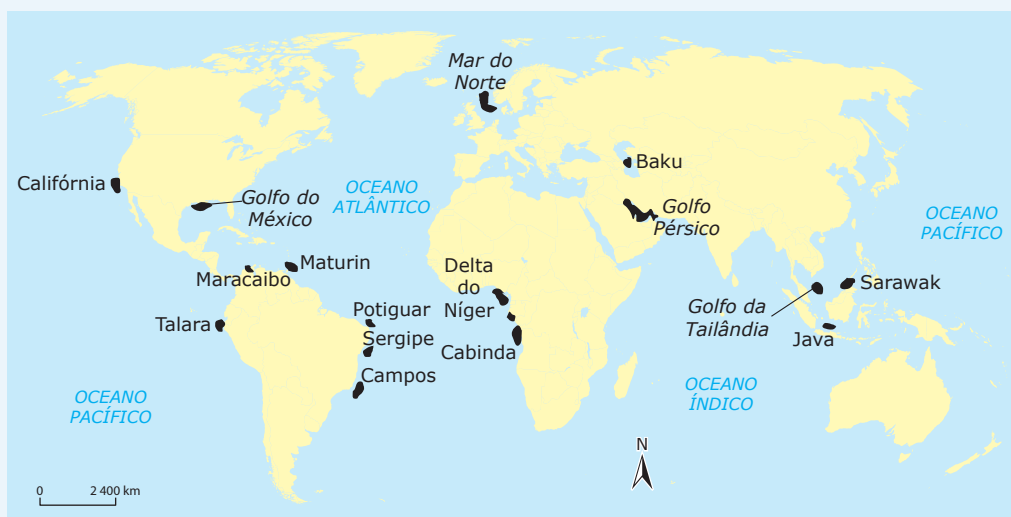 Mar do
Norte
Baku
Califórnia
Golfo do
México
OCEANO
ATLÂNTICO
Golfo
Pérsico
OCEANO
PACÍFICO
Maturin
Maracaibo
Delta
do
Níger
Sarawak
Golfo da
Tailândia
Java
Talara
Potiguar
Sergipe
Cabinda
Campos
OCEANO
PACÍFICO
OCEANO
ÍNDICO
N
0 2 400 km